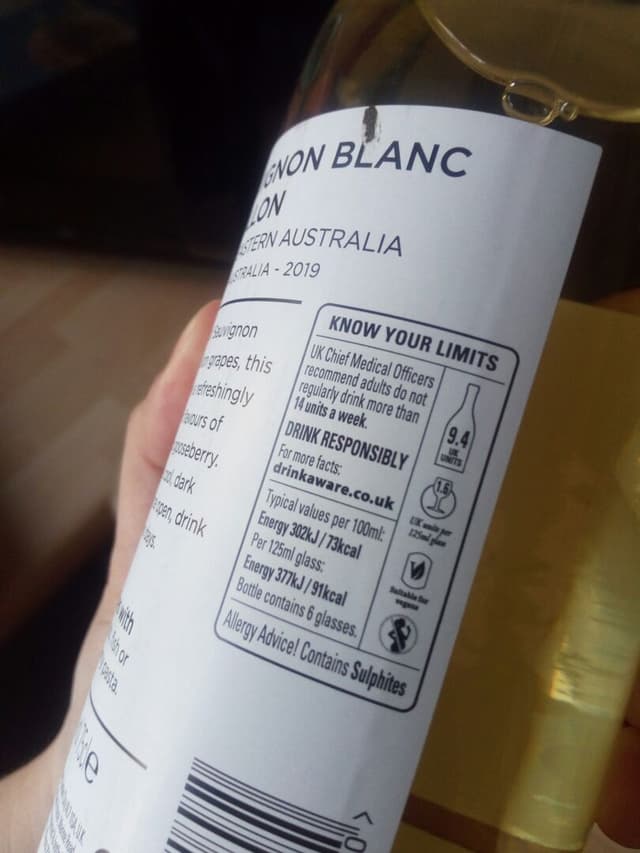 GNON BLANC
LON
ASTERN AUSTRALIA
STRALIA - 2019
Sauvignon
grapes, this
refreshingly
avours of
gooseberry.
dark
open, drink
ays.
with
fish or
pasta.
75cle
KNOW YOUR LIMITS
UK Chief Medical Officers
recommend adults do not
regularly drink more than
14 units a week.
DRINK RESPONSIBLY
For more facts:
drinkaware.co.uk
Typical values per 100ml:
Energy 302kJ / 73kcal
Per 125ml glass:
Energy 377kJ / 91kcal
Bottle contains 6 glasses.
Allergy Advice! Contains Sulphites
9.4
UK
UNITS
1.6
UK units per
125ml glass
Suitable for
vegans